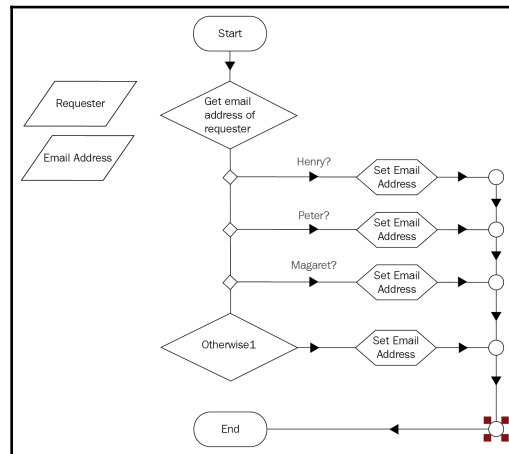 Start
Requester
Get email
address of
requester
Email Address
Henry?
Set Email
Address
Peter?
Set Email
Address
Magaret?
Set Email
Address
Otherwise1
Set Email
Address
End